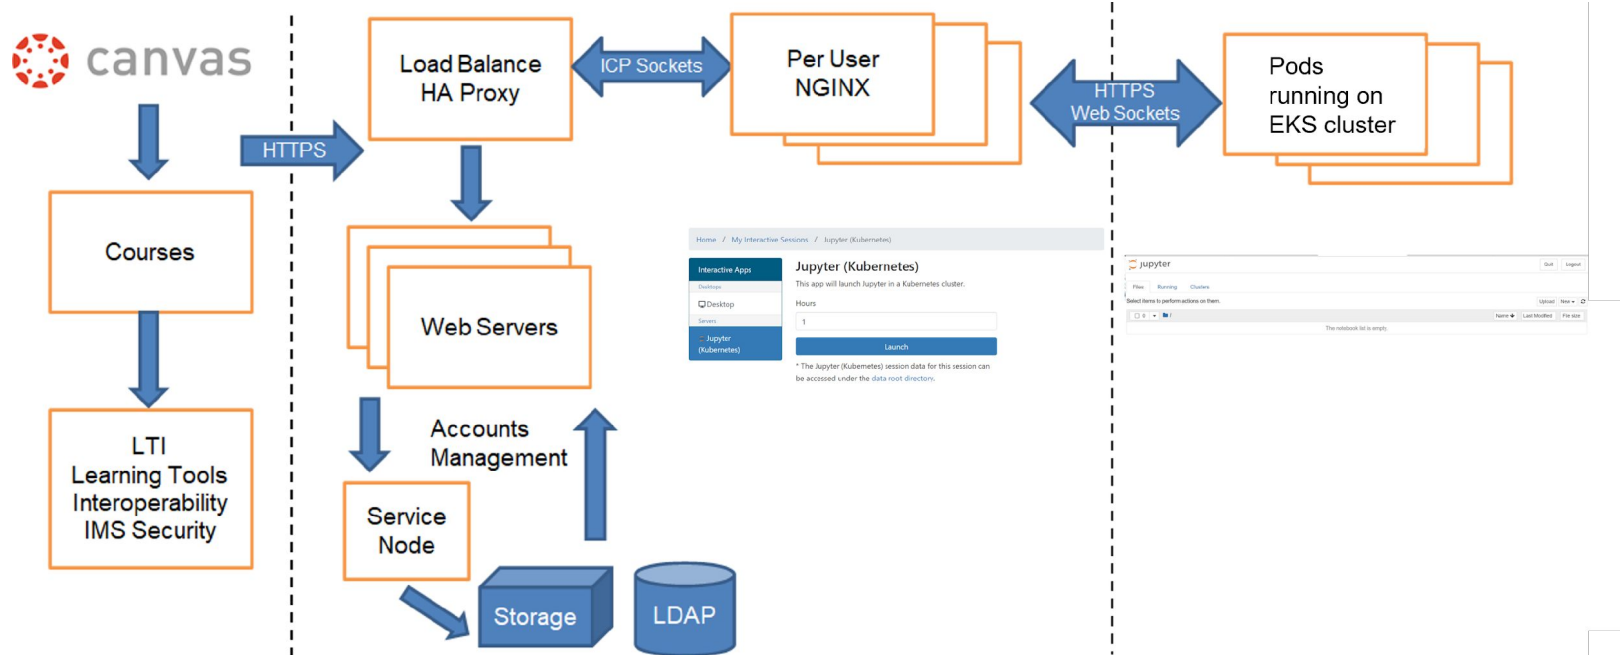 canvas
HTTPS
Courses
LTI
Learning Tools
Interoperability
IMS Security
Load Balance
HA Proxy
ICP Sockets
Per User
NGINX
HTTPS
Web Sockets
Pods
running on
EKS cluster
Web Servers
Accounts
Management
Service
Node
Storage
LDAP
Home / My Interactive Sessions / Jupyter (Kubernetes)
Interactive Apps
Desktops
Desktop
Servers
Jupyter
(Kubernetes)
Jupyter (Kubernetes)
This app will launch Jupyter in a Kubernetes cluster.
Hours
1
Launch
* The Jupyter (Kubernetes) session data for this session can
be accessed under the data root directory.
jupyter
Quit Logout
Files Running Clusters
Select items to perform actions on them.
Upload New
0 /
Name Last Modified File size
The notebook list is empty.